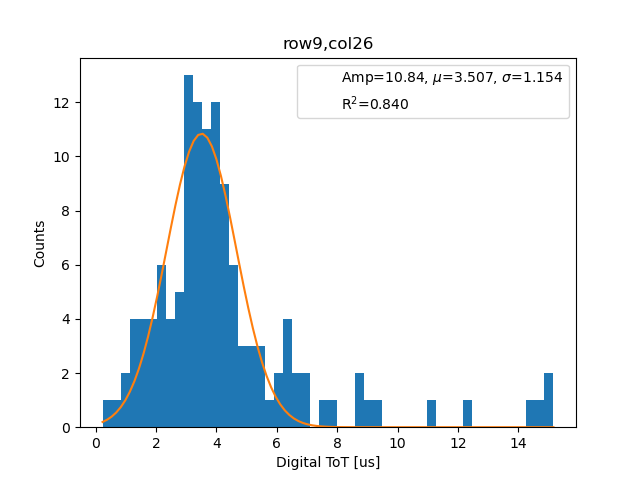 row9,col26
Amp=10.84, μ=3.507, σ=1.154
R²=0.840
Counts
12
10
8
6
4
2
0
0 2 4 6 8 10 12 14
Digital ToT [us]